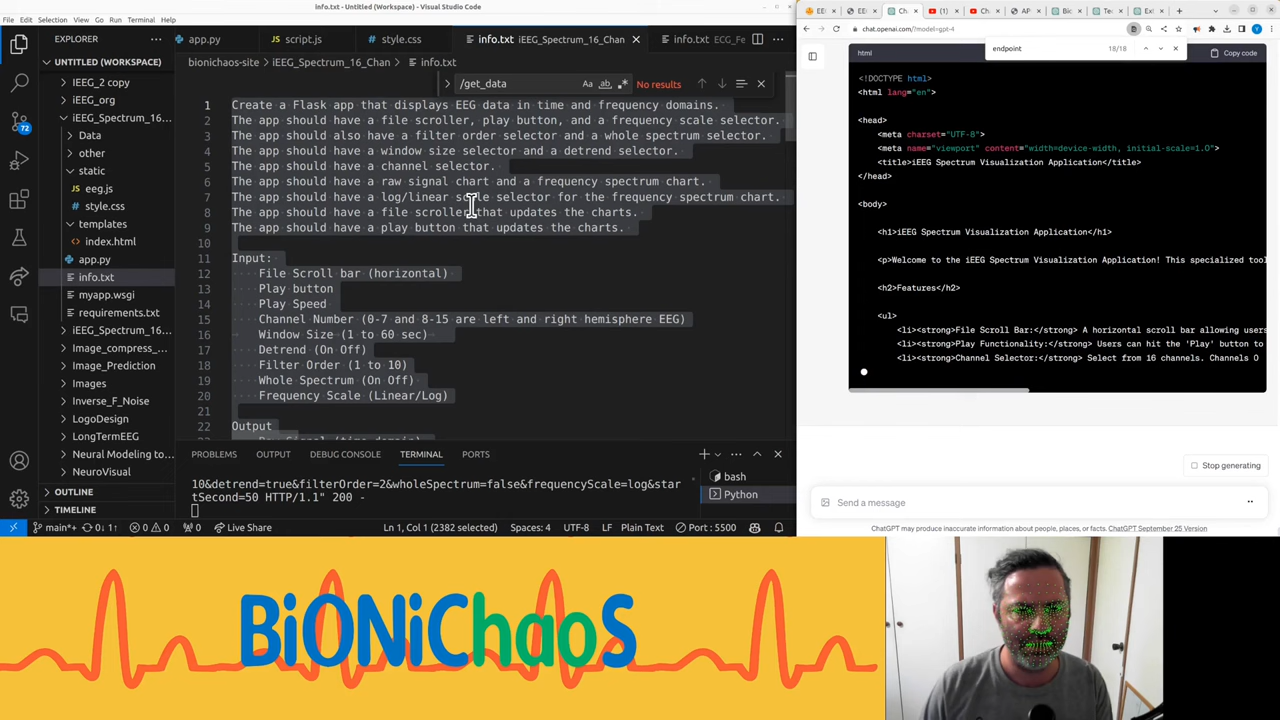 info.txt - Untitled (Workspace) - Visual Studio Code
File Edit Selection View Go Run Terminal Help
EXPLORER
app.py
script.js
style.css
info.txt iEEG_Spectrum_16_Chan
info.txt ECG_Fe
UNTITLED (WORKSPACE)
bionichaos-site > iEEG_Spectrum_16_Chan > info.txt
/get_data
Aa
ab
No results
iEEG_2 copy
iEEG_org
iEEG_Spectrum_16...
Data
other
static
eeg.js
style.css
templates
index.html
app.py
info.txt
myapp.wsgi
requirements.txt
iEEG_Spectrum_16...
Image_compress_...
Image_Prediction
Images
Inverse_F_Noise
LogoDesign
LongTermEEG
Neural Modeling to...
NeuroVisual
OUTLINE
TIMELINE
72
1 Create a Flask app that displays EEG data in time and frequency domains.
2 The app should have a file scroller, play button, and a frequency scale selector.
3 The app should also have a filter order selector and a whole spectrum selector.
4 The app should have a window size selector and a detrend selector.
5 The app should have a channel selector.
6 The app should have a raw signal chart and a frequency spectrum chart.
7 The app should have a log/linear scale selector for the frequency spectrum chart.
8 The app should have a file scroller that updates the charts.
9 The app should have a play button that updates the charts.
10
11 Input:
12 File Scroll bar (horizontal)
13 Play button
14 Play Speed
15 Channel Number (0-7 and 8-15 are left and right hemisphere EEG)
16 Window Size (1 to 60 sec)
17 Detrend (On Off)
18 Filter Order (1 to 10)
19 Whole Spectrum (On Off)
20 Frequency Scale (Linear/Log)
21
22 Output
PROBLEMS OUTPUT DEBUG CONSOLE TERMINAL PORTS
10&detrend=true&filterOrder=2&wholeSpectrum=false&frequencyScale=log&star
tSecond=50 HTTP/1.1" 200 -
bash
Python
main*+ 0↓ 1↑ 0 0 0 Live Share
Ln 1, Col 1 (2382 selected) Spaces: 4 UTF-8 LF Plain Text Port : 5500
chat.openai.com/?model=gpt-4
endpoint
18/18
html
Copy code
<!DOCTYPE html>
<html lang="en">
<head>
<meta charset="UTF-8">
<meta name="viewport" content="width=device-width, initial-scale=1.0">
<title>iEEG Spectrum Visualization Application</title>
</head>
<body>
<h1>iEEG Spectrum Visualization Application</h1>
<p>Welcome to the iEEG Spectrum Visualization Application! This specialized tool
<h2>Features</h2>
<ul>
<li><strong>File Scroll Bar:</strong> A horizontal scroll bar allowing users
<li><strong>Play Functionality:</strong> Users can hit the 'Play' button to
<li><strong>Channel Selector:</strong> Select from 16 channels. Channels 0
Stop generating
Send a message
ChatGPT may produce inaccurate information about people, places, or facts. ChatGPT September 25 Version
BiONiChaoS